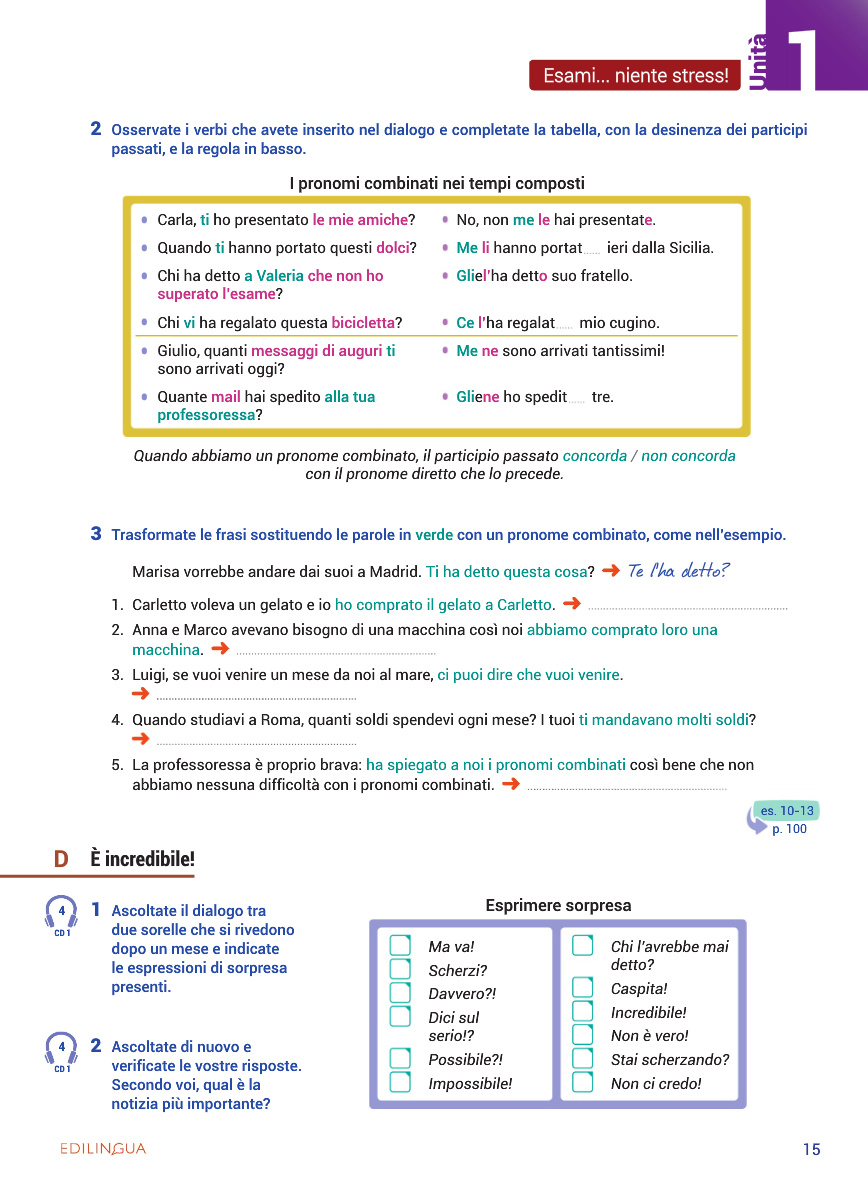 Unità
1
Esami... niente stress!
2 Osservate i verbi che avete inserito nel dialogo e completate la tabella, con la desinenza dei participi
passati, e la regola in basso.
I pronomi combinati nei tempi composti
• Carla, ti ho presentato le mie amiche?
• No, non me le hai presentate.
• Quando ti hanno portato questi dolci?
• Me li hanno portat...... ieri dalla Sicilia.
• Chi ha detto a Valeria che non ho
superato l'esame?
• Gliel'ha detto suo fratello.
• Chi vi ha regalato questa bicicletta?
• Ce l'ha regalat...... mio cugino.
• Giulio, quanti messaggi di auguri ti
sono arrivati oggi?
• Me ne sono arrivati tantissimi!
• Quante mail hai spedito alla tua
professoressa?
• Gliene ho spedit...... tre.
Quando abbiamo un pronome combinato, il participio passato concorda / non concorda
con il pronome diretto che lo precede.
3 Trasformate le frasi sostituendo le parole in verde con un pronome combinato, come nell'esempio.
Marisa vorrebbe andare dai suoi a Madrid. Ti ha detto questa cosa? ➜ Te l'ha detto?
1. Carletto voleva un gelato e io ho comprato il gelato a Carletto. ➜ ..................................................
2. Anna e Marco avevano bisogno di una macchina così noi abbiamo comprato loro una
macchina. ➜ ..................................................
3. Luigi, se vuoi venire un mese da noi al mare, ci puoi dire che vuoi venire.
➜ ..................................................
4. Quando studiavi a Roma, quanti soldi spendevi ogni mese? I tuoi ti mandavano molti soldi?
➜ ..................................................
5. La professoressa è proprio brava: ha spiegato a noi i pronomi combinati così bene che non
abbiamo nessuna difficoltà con i pronomi combinati. ➜ ..................................................
es. 10-13
p. 100
D È incredibile!
4
CD 1
1 Ascoltate il dialogo tra
due sorelle che si rivedono
dopo un mese e indicate
le espressioni di sorpresa
presenti.
4
CD 1
2 Ascoltate di nuovo e
verificate le vostre risposte.
Secondo voi, qual è la
notizia più importante?
Esprimere sorpresa
Ma va!
Scherzi?
Davvero?!
Dici sul
serio!?
Possibile?!
Impossibile!
Chi l'avrebbe mai
detto?
Caspita!
Incredibile!
Non è vero!
Stai scherzando?
Non ci credo!
EDILINGUA
15